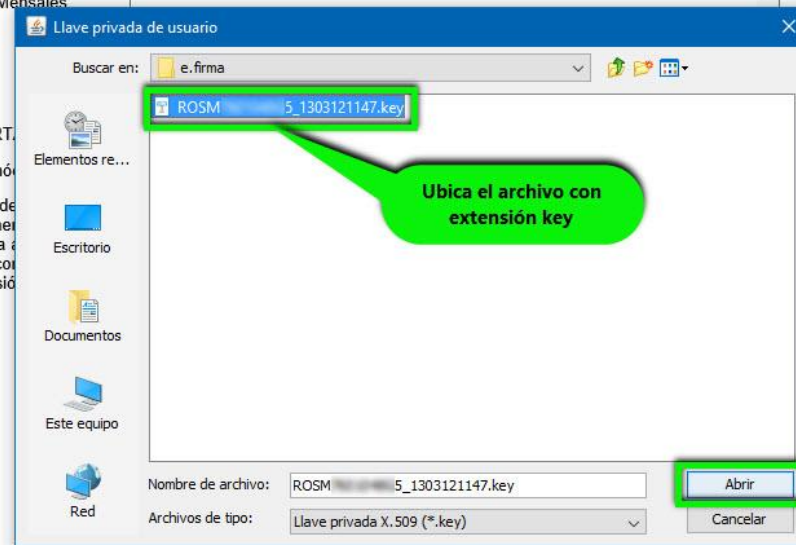 Mensales
Llave privada de usuario
Buscar en:
e.firma
ROSM 5_1303121147.key
Elementos re...
Ubica el archivo con
extensión key
Escritorio
Documentos
Este equipo
Red
Nombre de archivo:
ROSM 5_1303121147.key
Abrir
Archivos de tipo:
Llave privada X.509 (*.key)
Cancelar